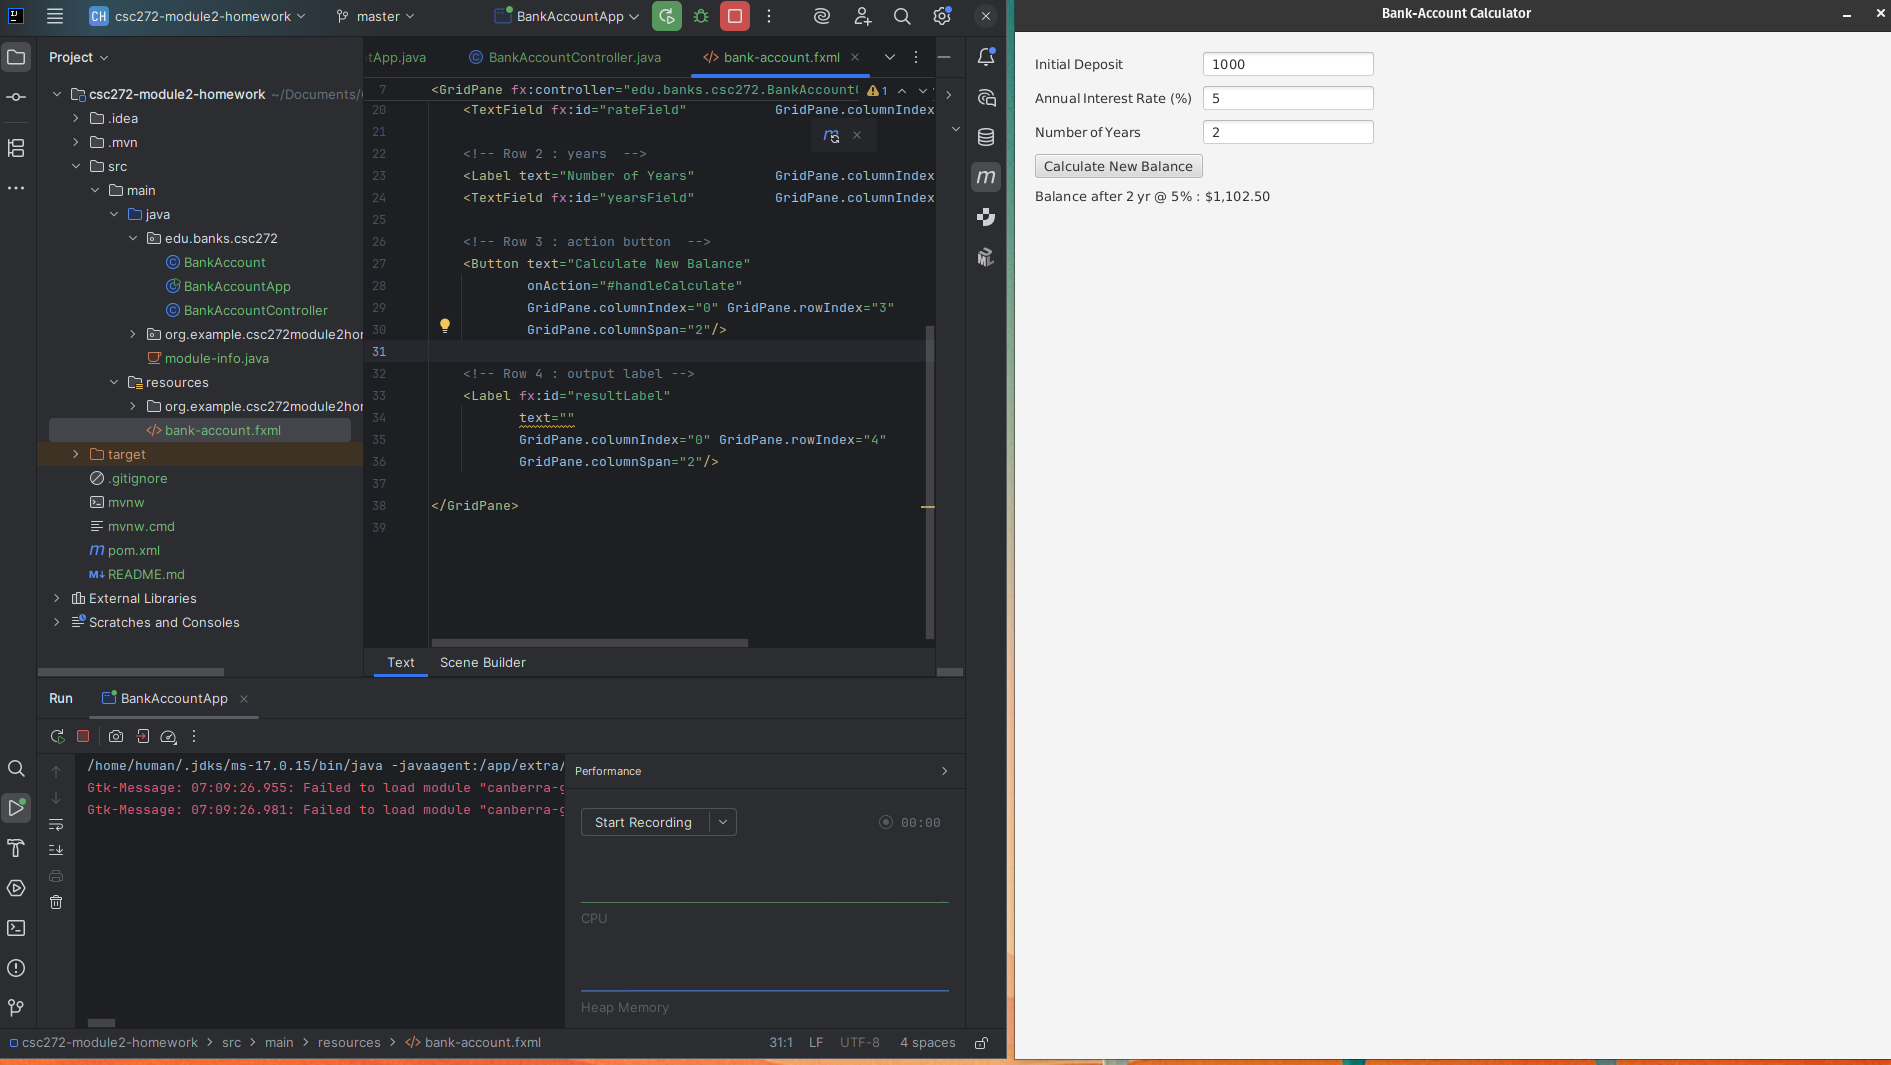 CH csc272-module2-homework master BankAccountApp
Project
csc272-module2-homework ~/Documents/
.idea
.mvn
src
main
java
edu.banks.csc272
BankAccount
BankAccountApp
BankAccountController
org.example.csc272module2hor
module-info.java
resources
org.example.csc272module2hor
bank-account.fxml
target
.gitignore
mvnw
mvnw.cmd
pom.xml
README.md
External Libraries
Scratches and Consoles
tApp.java BankAccountController.java bank-account.fxml
7 <GridPane fx:controller="edu.banks.csc272.BankAccount 1
20 <TextField fx:id="rateField" GridPane.columnIndex
21
22 <!-- Row 2 : years -->
23 <Label text="Number of Years" GridPane.columnIndex
24 <TextField fx:id="yearsField" GridPane.columnIndex
25
26 <!-- Row 3 : action button -->
27 <Button text="Calculate New Balance"
28 onAction="#handleCalculate"
29 GridPane.columnIndex="0" GridPane.rowIndex="3"
30 GridPane.columnSpan="2"/>
31
32 <!-- Row 4 : output label -->
33 <Label fx:id="resultLabel"
34 text=""
35 GridPane.columnIndex="0" GridPane.rowIndex="4"
36 GridPane.columnSpan="2"/>
37
38 </GridPane>
39
Text Scene Builder
Run BankAccountApp
/home/human/.jdks/ms-17.0.15/bin/java -javaagent:/app/extra/
Gtk-Message: 07:09:26.955: Failed to load module "canberra-g
Gtk-Message: 07:09:26.981: Failed to load module "canberra-g
Performance
Start Recording 00:00
CPU
Heap Memory
csc272-module2-homework > src > main > resources > bank-account.fxml 31:1 LF UTF-8 4 spaces
Bank-Account Calculator
Initial Deposit 1000
Annual Interest Rate (%) 5
Number of Years 2
Calculate New Balance
Balance after 2 yr @ 5% : $1,102.50